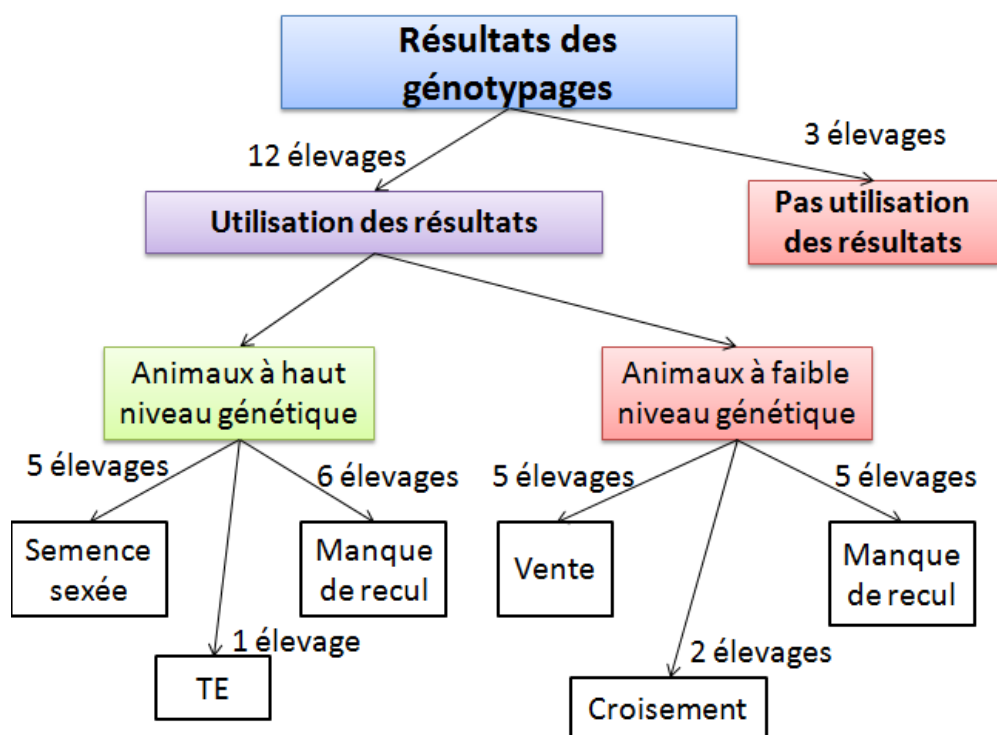 Résultats des
génotypages
12 élevages
3 élevages
Utilisation des résultats
Pas utilisation
des résultats
Animaux à haut
niveau génétique
Animaux à faible
niveau génétique
5 élevages
6 élevages
5 élevages
5 élevages
Semence
sexée
Manque
de recul
Vente
Manque
de recul
1 élevage
2 élevages
TE
Croisement